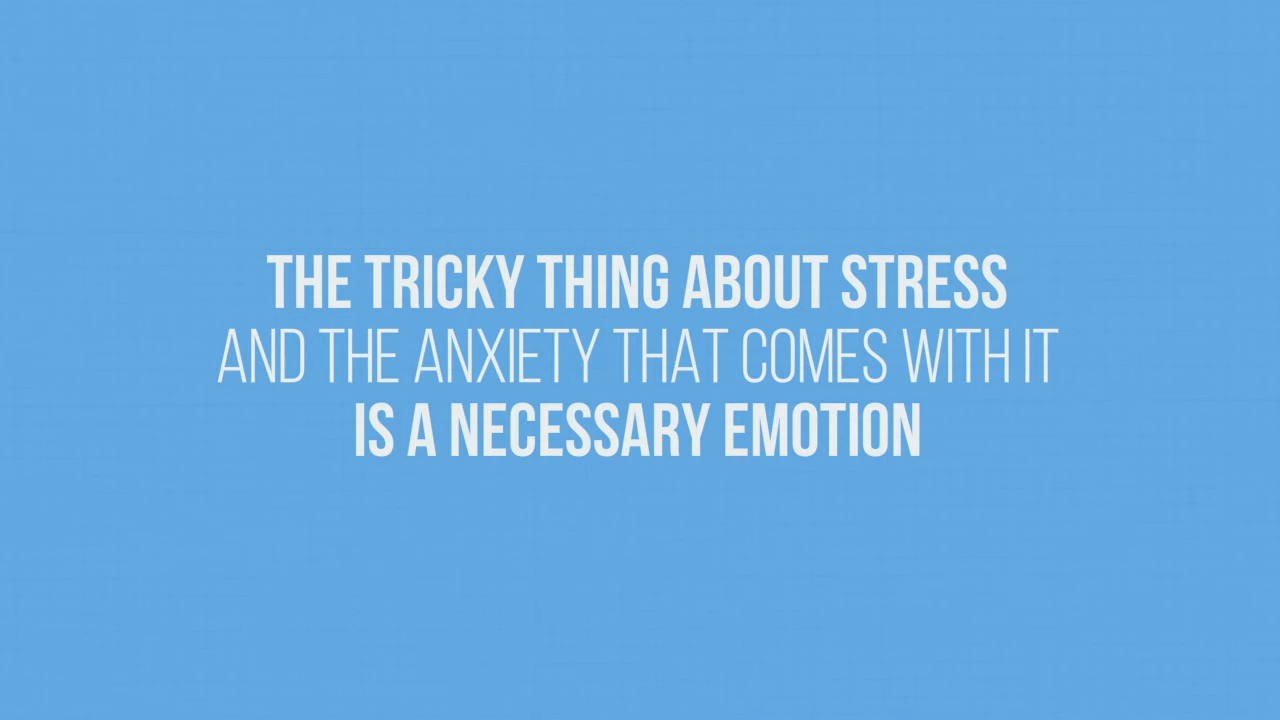 THE TRICKY THING ABOUT STRESS
AND THE ANXIETY THAT COMES WITH IT
IS A NECESSARY EMOTION